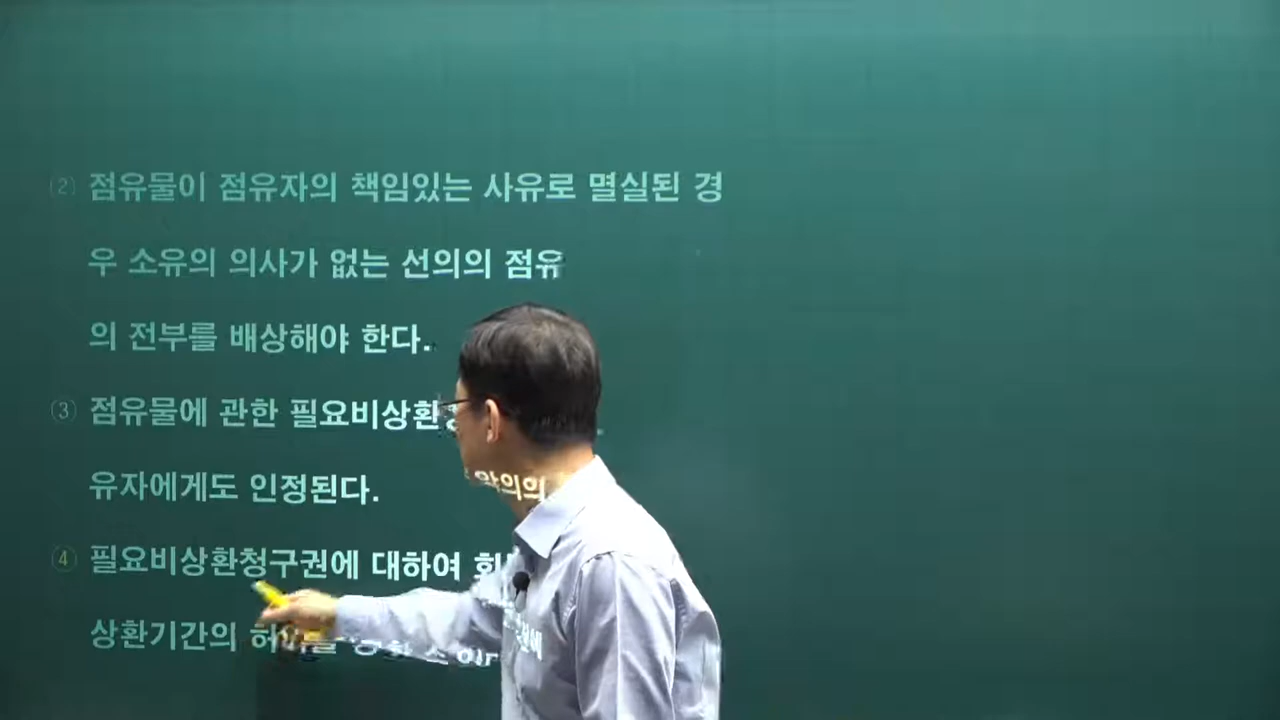 ② 점유물이 점유자의 책임있는 사유로 멸실된 경
우 소유의 의사가 없는 선의의 점유
의 전부를 배상해야 한다.
③ 점유물에 관한 필요비상환
유자에게도 인정된다.
악의의
④ 필요비상환청구권에 대하여
상환기간의